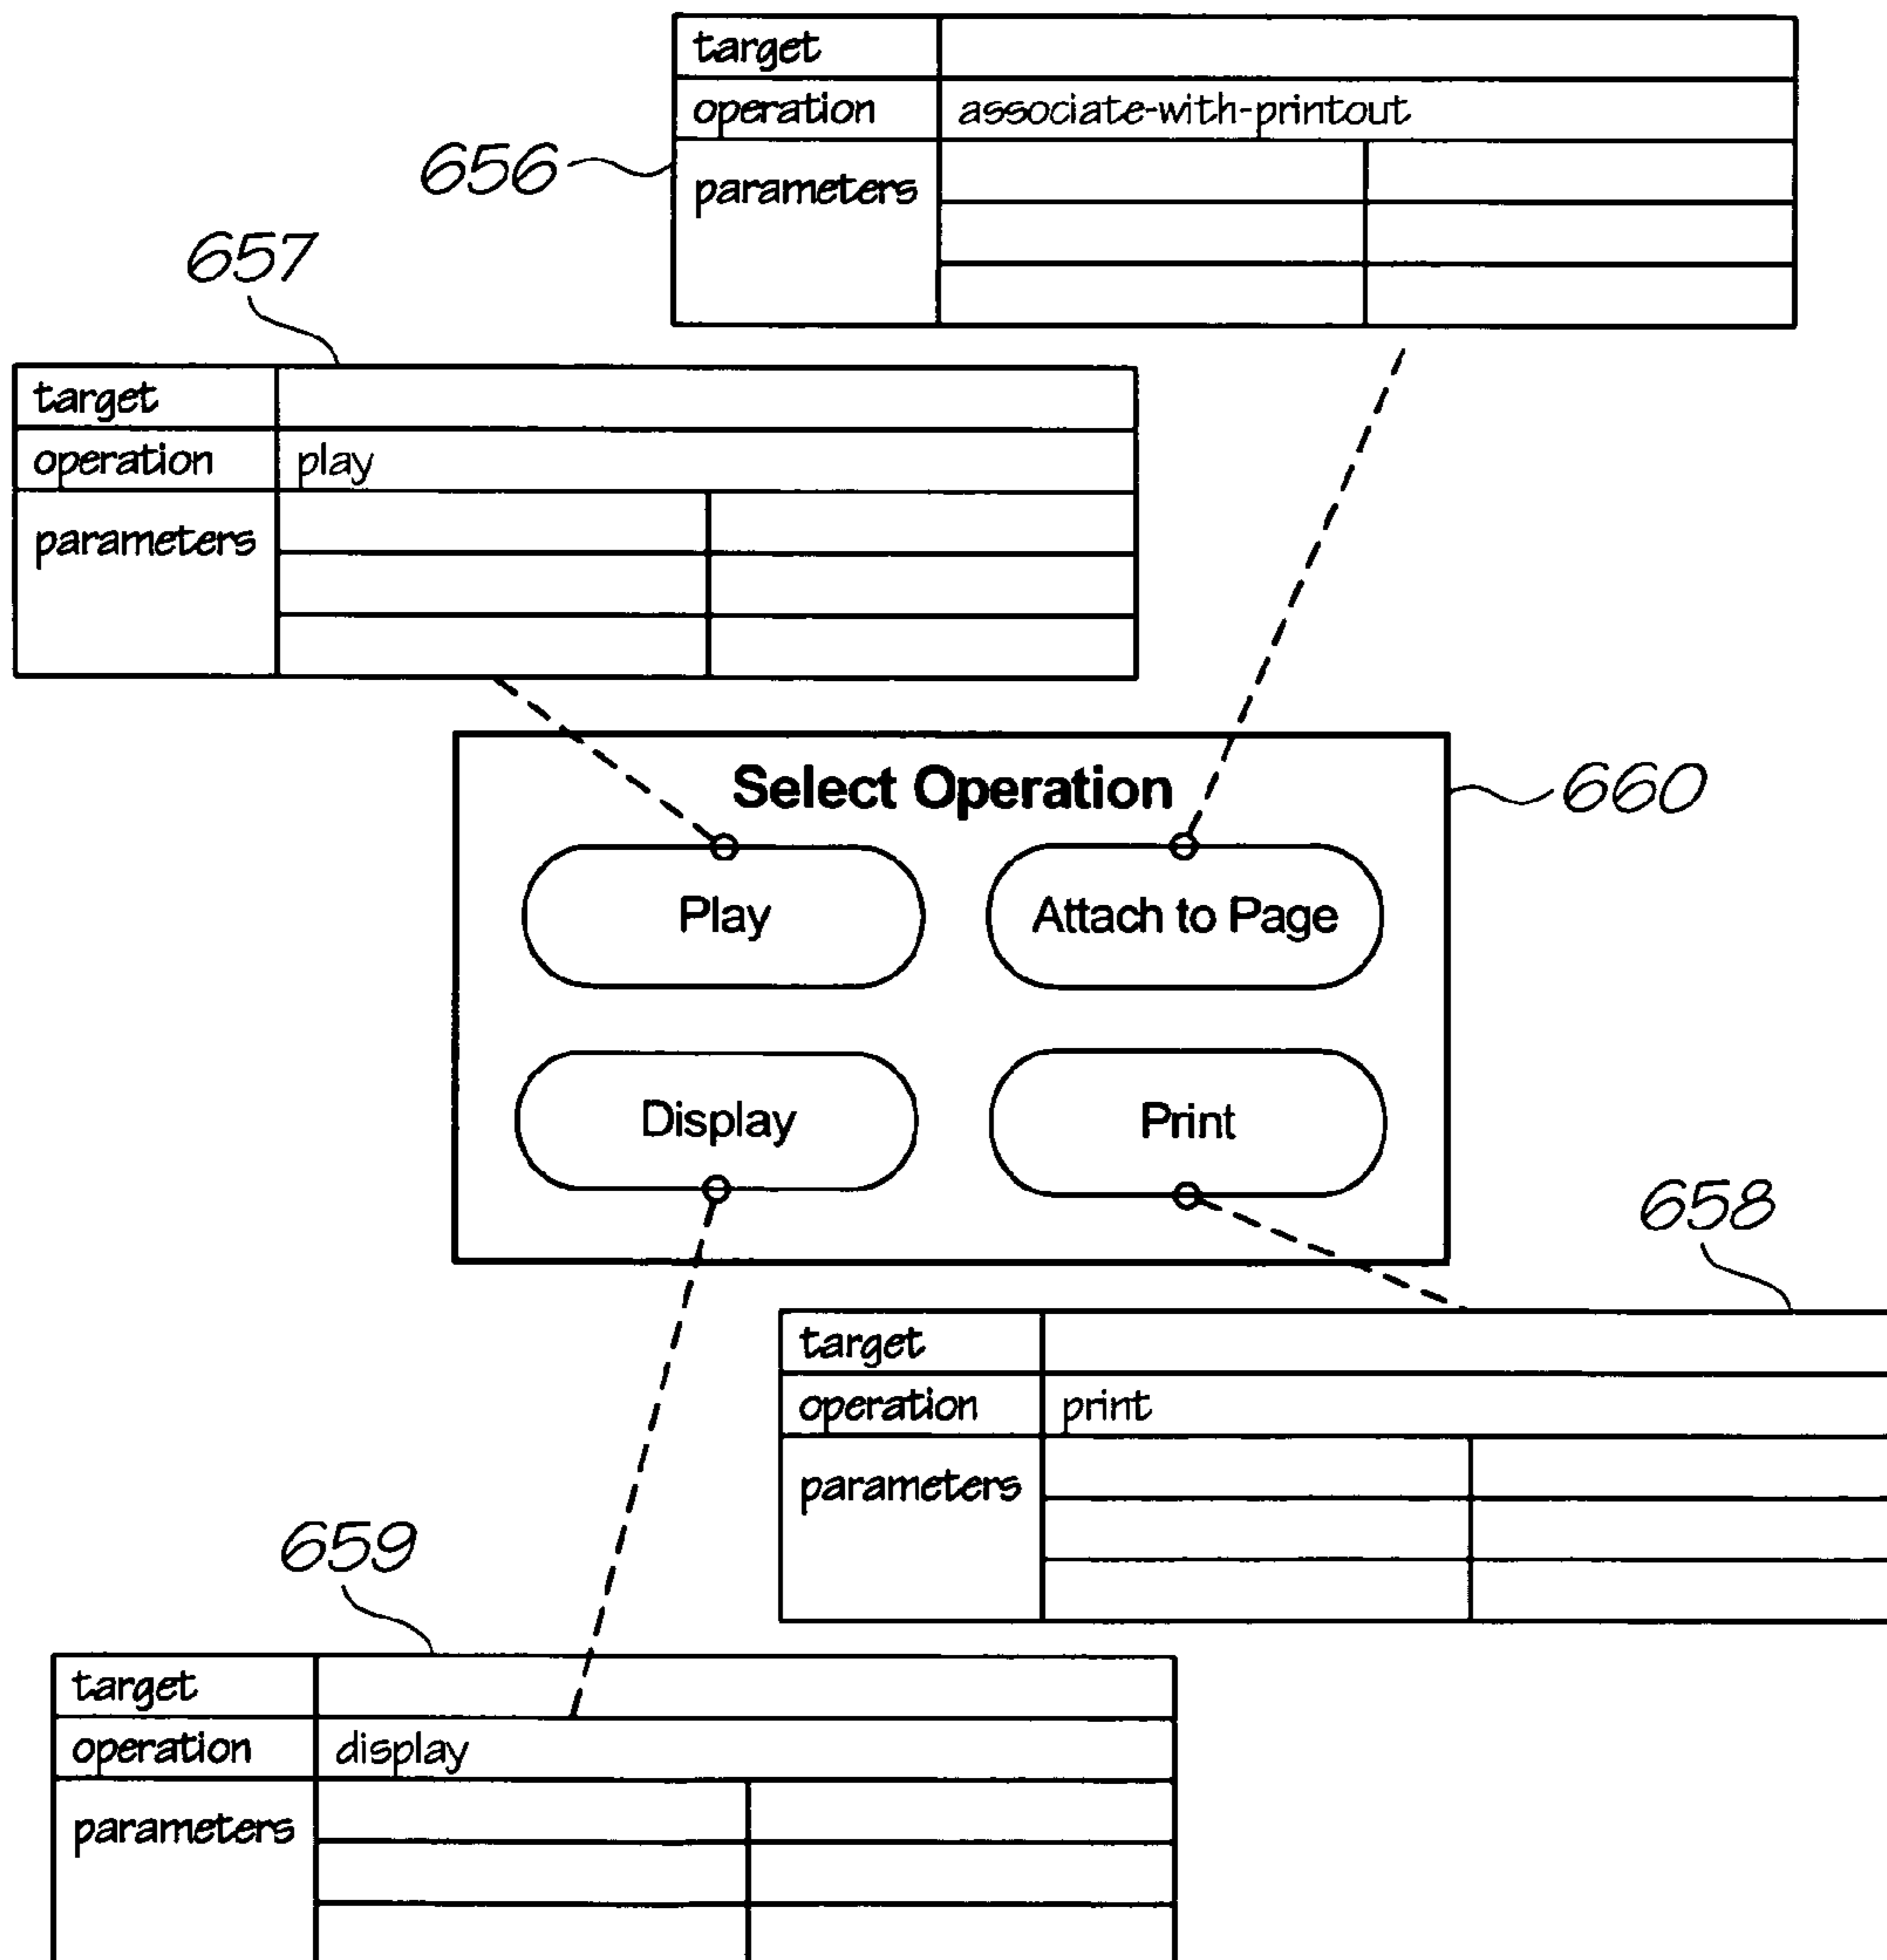 target
operation associate-with-printout
656
parameters
657
target
operation play
parameters
Select Operation
660
Play Attach to Page
Display Print
658
target
operation print
parameters
659
target
operation display
parameters